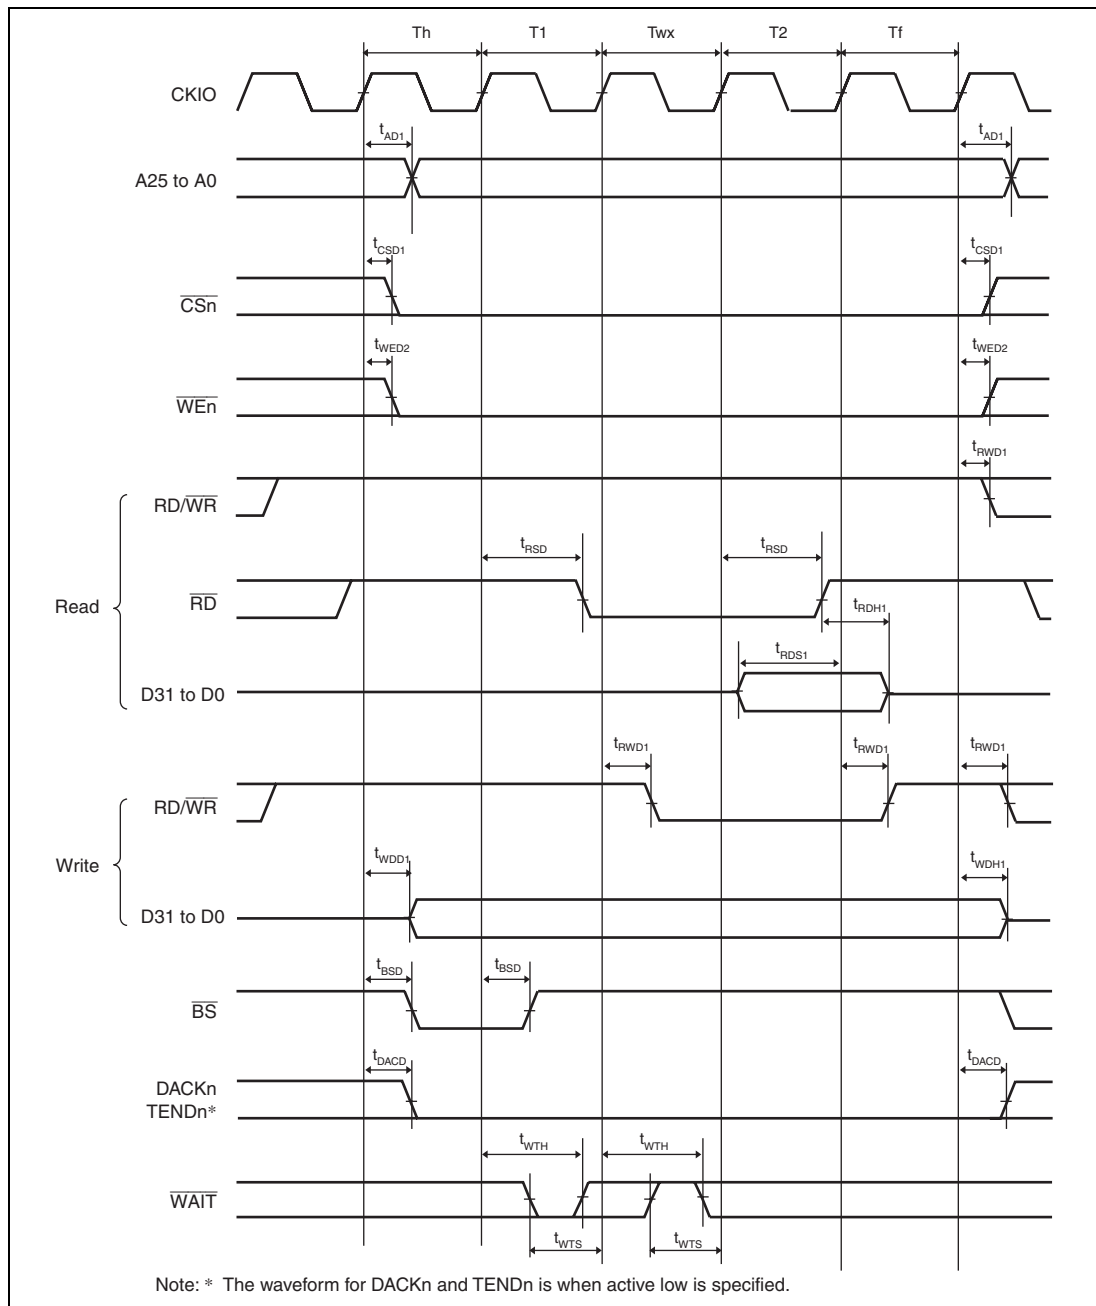 Th T1 Twx T2 Tf
CKIO
tAD1 tAD1
A25 to A0
tCSD1 tCSD1
CSn
tWED2 tWED2
WEn
tRWD1
RD/WR
tRSD tRSD
Read
RD
tRDH1
tRDS1
D31 to D0
tRWD1 tRWD1 tRWD1
RD/WR
Write
tWDD1 tWDH1
D31 to D0
tBSD tBSD
BS
tDACD tDACD
DACKn
TENDn*
tWTH tWTH
WAIT
tWTS tWTS
Note: * The waveform for DACKn and TENDn is when active low is specified.